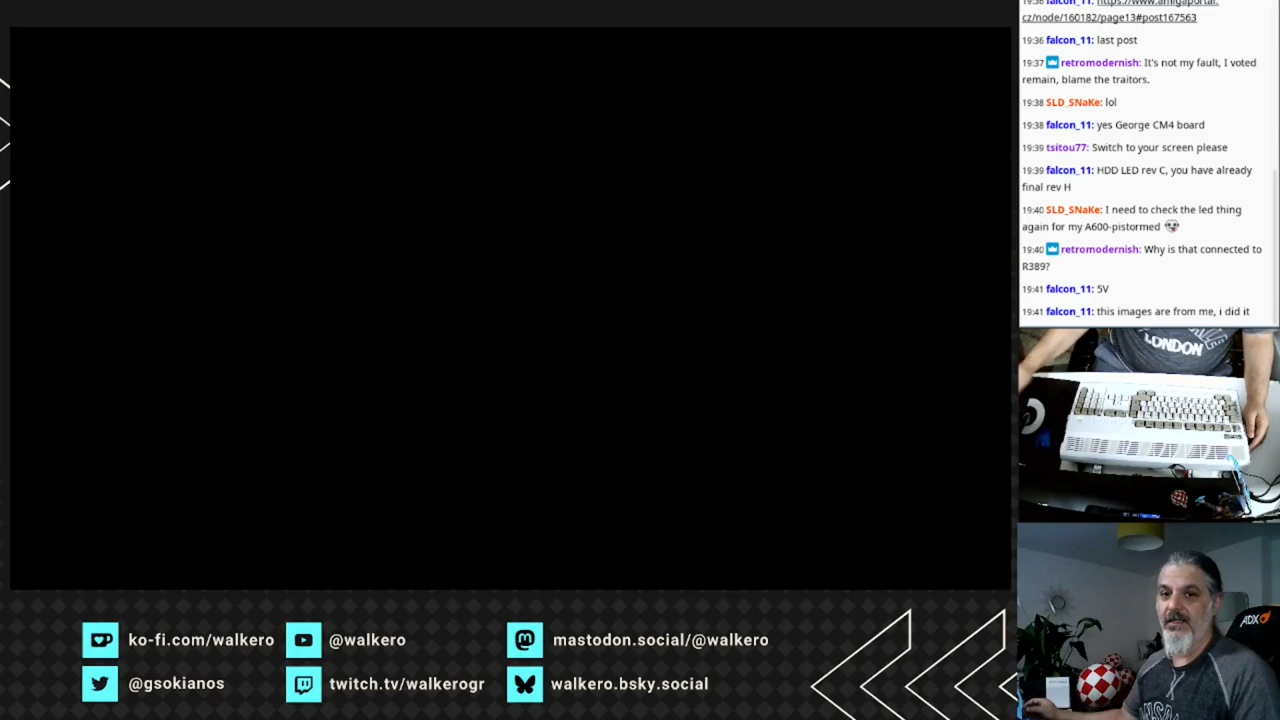 19:36 falcon_11: https://www.amigaportal.
cz/node/160182/page13#post167563
19:36 falcon_11: last post
19:37 retromodernish: It's not my fault, I voted
remain, blame the traitors.
19:38 SLD_SNaKe: lol
19:38 falcon_11: yes George CM4 board
19:39 tsitou77: Switch to your screen please
19:39 falcon_11: HDD LED rev C, you have already
final rev H
19:40 SLD_SNaKe: I need to check the led thing
again for my A600-pistormed
19:40 retromodernish: Why is that connected to
R389?
19:41 falcon_11: 5V
19:41 falcon_11: this images are from me, i did it
LONDON
ADX
ko-fi.com/walkero
@walkero
mastodon.social/@walkero
@gsokianos
twitch.tv/walkerogr
walkero.bsky.social